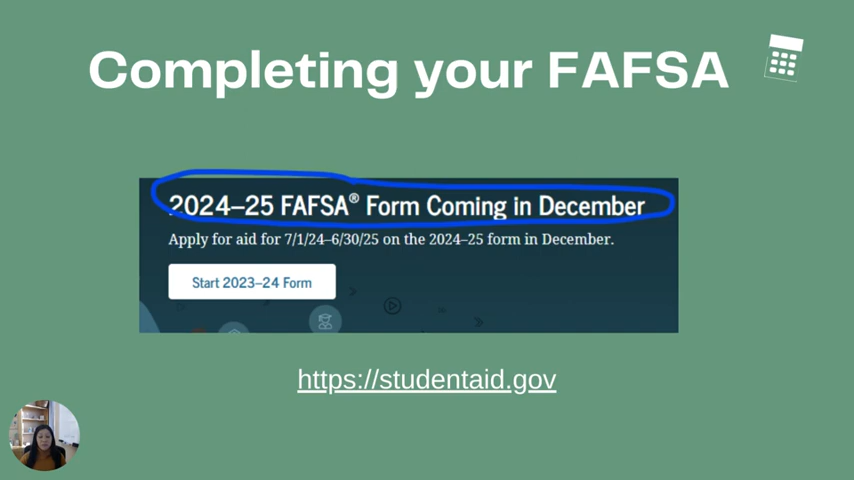 Completing your FAFSA
2024–25 FAFSA® Form Coming in December
Apply for aid for 7/1/24–6/30/25 on the 2024–25 form in December.
Start 2023–24 Form
https://studentaid.gov